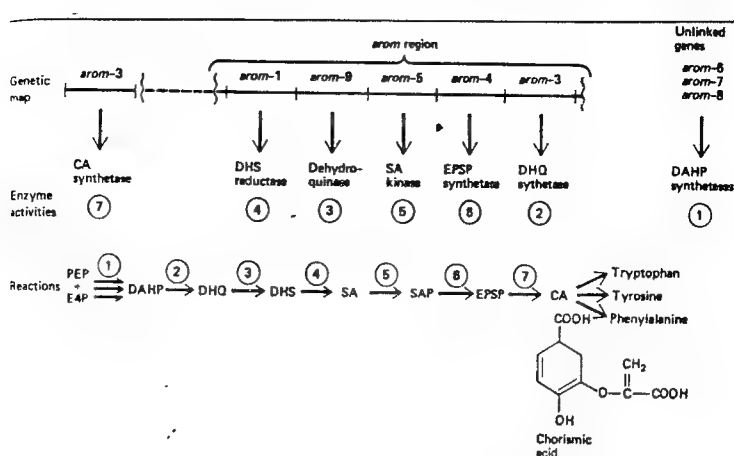 Unlinked
genes
arom region
arom-6
arom-7
arom-8
Genetic
map
arom-3
arom-1
arom-9
arom-5
arom-4
arom-3
CA
synthetase
DHS
reductase
Dehydro-
quinase
SA
kinase
EPSP
synthetase
DHQ
sythetase
DAHP
synthetases
Enzyme
activities
7
4
3
5
6
2
1
Reactions
PEP
+
E4P
1
DAHP
2
DHQ
3
DHS
4
SA
5
SAP
6
EPSP
7
CA
Tryptophan
Tyrosine
Phenylalanine
COOH
CH2
O
C
COOH
OH
Chorismic
acid